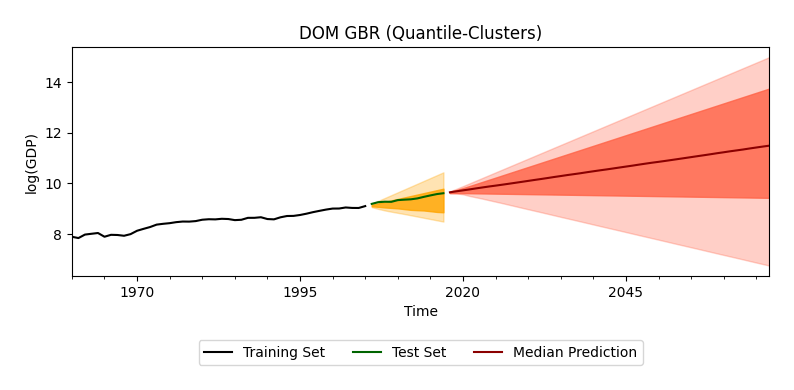 DOM GBR (Quantile-Clusters)
log(GDP)
14
12
10
8
1970 1995 2020 2045
Time
Training Set Test Set Median Prediction